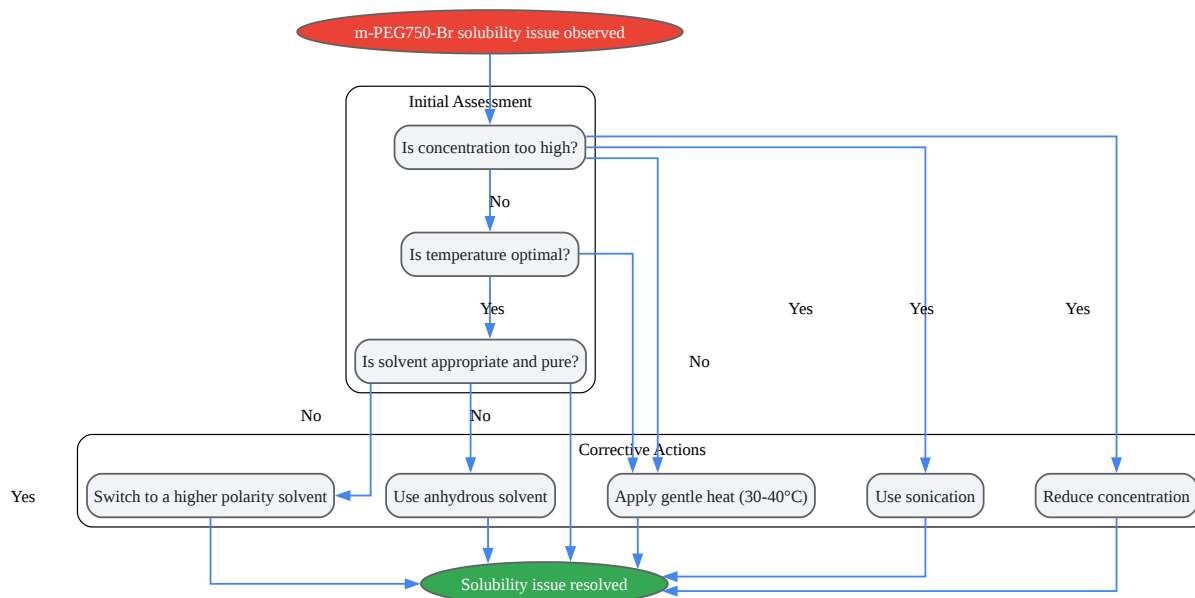 m-PEG750-Br solubility issue observed
Initial Assessment
Is concentration too high?
No
Is temperature optimal?
Yes
Yes
Yes
Yes
Is solvent appropriate and pure?
No
No
No
Corrective Actions
Yes
Switch to a higher polarity solvent
Use anhydrous solvent
Apply gentle heat (30-40°C)
Use sonication
Reduce concentration
Solubility issue resolved